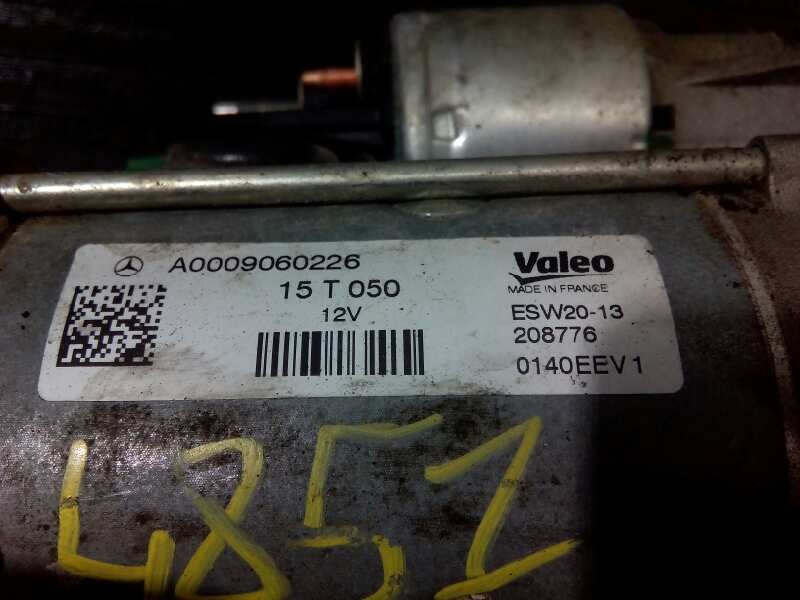 A0009060226
15 T 050
12V
Valeo
MADE IN FRANCE
ESW20-13
208776
0140EEV1
4851